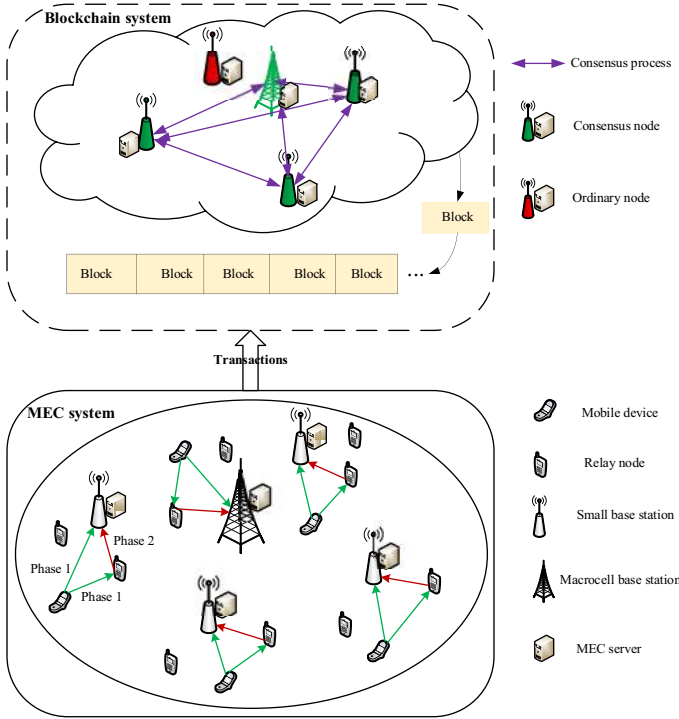 Blockchain system
Consensus process
Consensus node
Ordinary node
Block
Block
Block
Block
Block
Block
...
Transactions
MEC system
Mobile device
Relay node
Small base station
Macrocell base station
MEC server
Phase 2
Phase 1
Phase 1